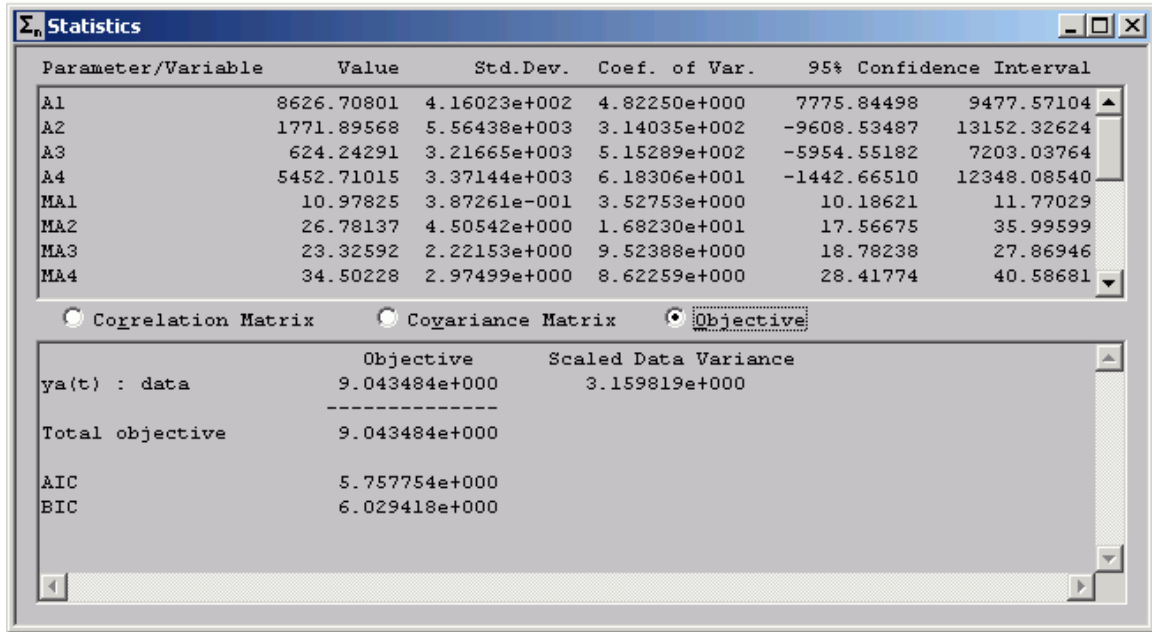 Σn Statistics
Parameter/Variable Value Std.Dev. Coef. of Var. 95% Confidence Interval
A1 8626.70801 4.16023e+002 4.82250e+000 7775.84498 9477.57104
A2 1771.89568 5.56438e+003 3.14035e+002 -9608.53487 13152.32624
A3 624.24291 3.21665e+003 5.15289e+002 -5954.55182 7203.03764
A4 5452.71015 3.37144e+003 6.18306e+001 -1442.66510 12348.08540
MA1 10.97825 3.87261e-001 3.52753e+000 10.18621 11.77029
MA2 26.78137 4.50542e+000 1.68230e+001 17.56675 35.99599
MA3 23.32592 2.22153e+000 9.52388e+000 18.78238 27.86946
MA4 34.50228 2.97499e+000 8.62259e+000 28.41774 40.58681
Correlation Matrix Covariance Matrix Objective
Objective Scaled Data Variance
ya(t) : data 9.043484e+000 3.159819e+000
--------------
Total objective 9.043484e+000
AIC 5.757754e+000
BIC 6.029418e+000